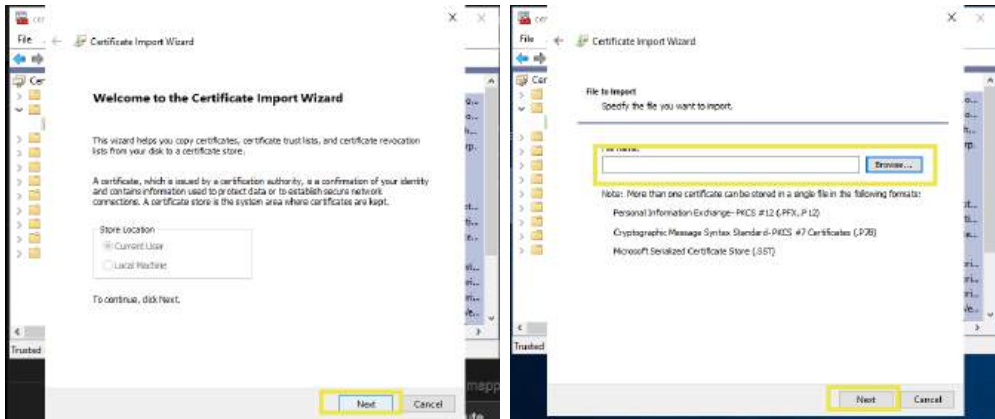 File
Certificate Import Wizard
Cer
Welcome to the Certificate Import Wizard
This wizard helps you copy certificates, certificate trust lists, and certificate revocation
lists from your disk to a certificate store.
A certificate, which is issued by a certification authority, is a confirmation of your identity
and contains information used to protect data or to establish secure network
connections. A certificate store is the system area where certificates are kept.
Store Location
Current User
Local Machine
To continue, click Next.
Trusted
Next
Cancel
File
Certificate Import Wizard
Cer
File to Import
Specify the file you want to import.
File name:
Browse...
Note: More than one certificate can be stored in a single file in the following formats:
Personal Information Exchange- PKCS #12 (.PFX,.P12)
Cryptographic Message Syntax Standard- PKCS #7 Certificates (.P7B)
Microsoft Serialized Certificate Store (.SST)
Trusted
Next
Cancel